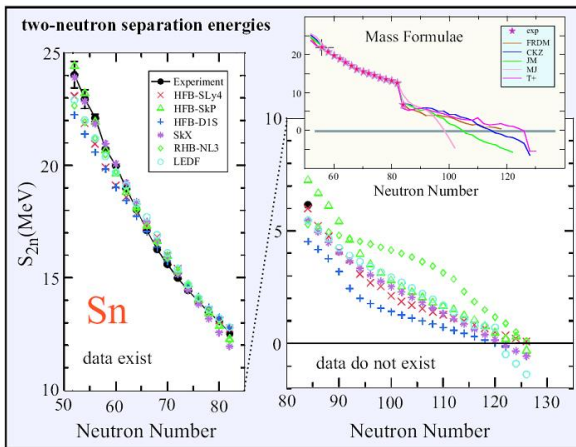 two-neutron separation energies
25
20
15
10
S2n(MeV)
50
60
70
80
Neutron Number
Experiment
HFB-SLy4
HFB-SkP
HFB-D1S
SkX
RHB-NL3
LEDF
Sn
data exist
Mass Formulae
exp
FRDM
CKZ
JM
MJ
T+
20
10
0
60
80
100
120
Neutron Number
10
5
0
data do not exist
80
90
100
110
120
130
Neutron Number